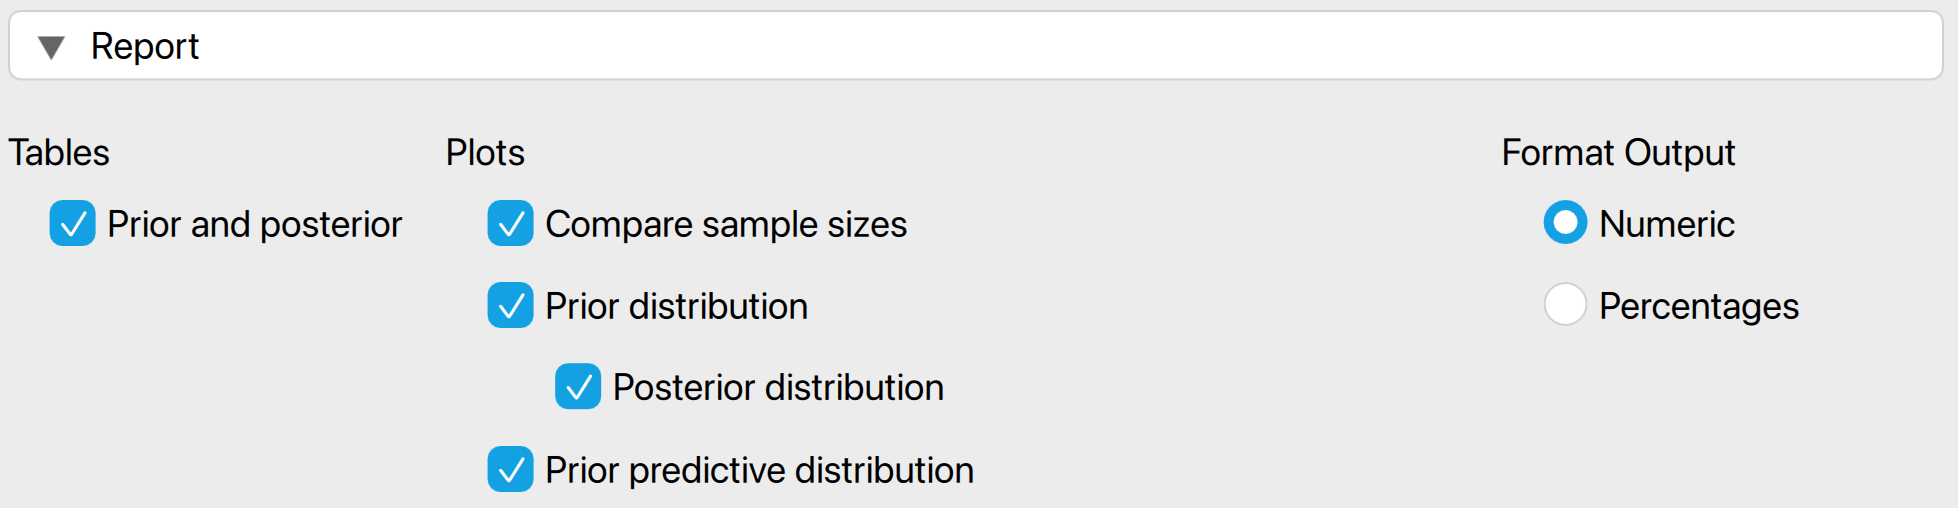 Report
Tables
Prior and posterior
Plots
Compare sample sizes
Prior distribution
Posterior distribution
Prior predictive distribution
Format Output
Numeric
Percentages